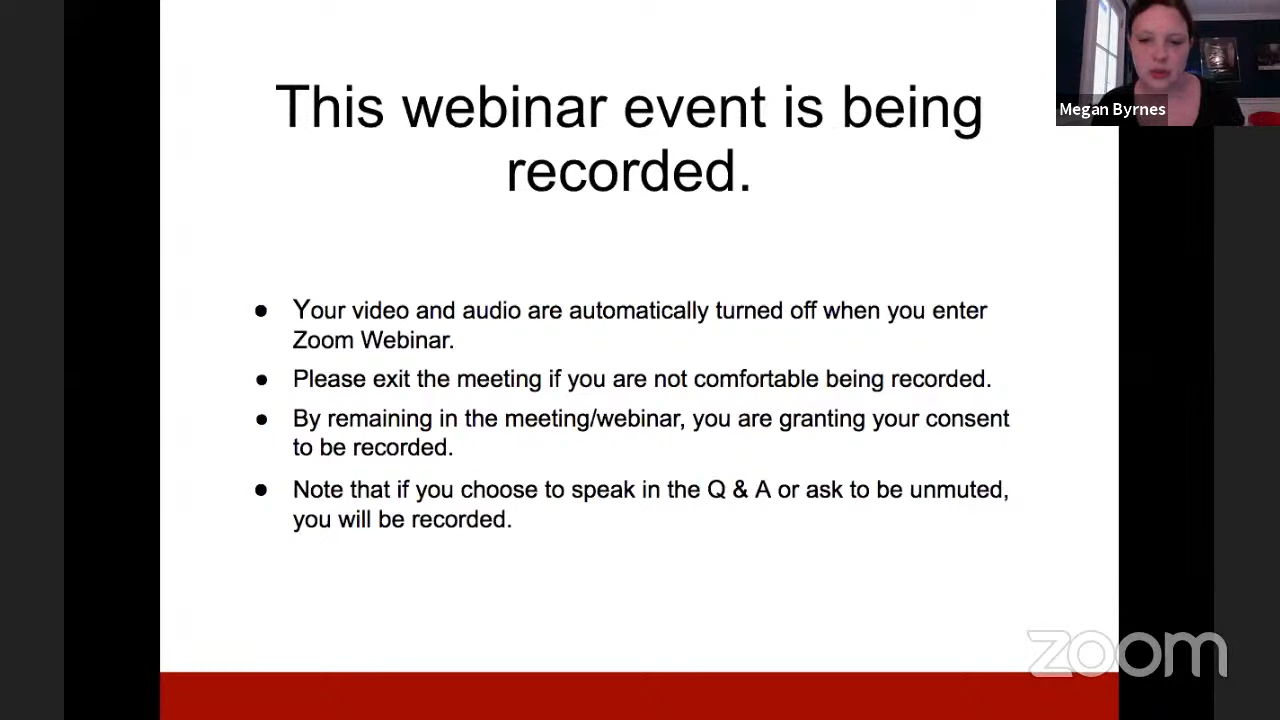 This webinar event is being
recorded.
Megan Byrnes
● Your video and audio are automatically turned off when you enter
Zoom Webinar.
● Please exit the meeting if you are not comfortable being recorded.
● By remaining in the meeting/webinar, you are granting your consent
to be recorded.
● Note that if you choose to speak in the Q & A or ask to be unmuted,
you will be recorded.
zoom